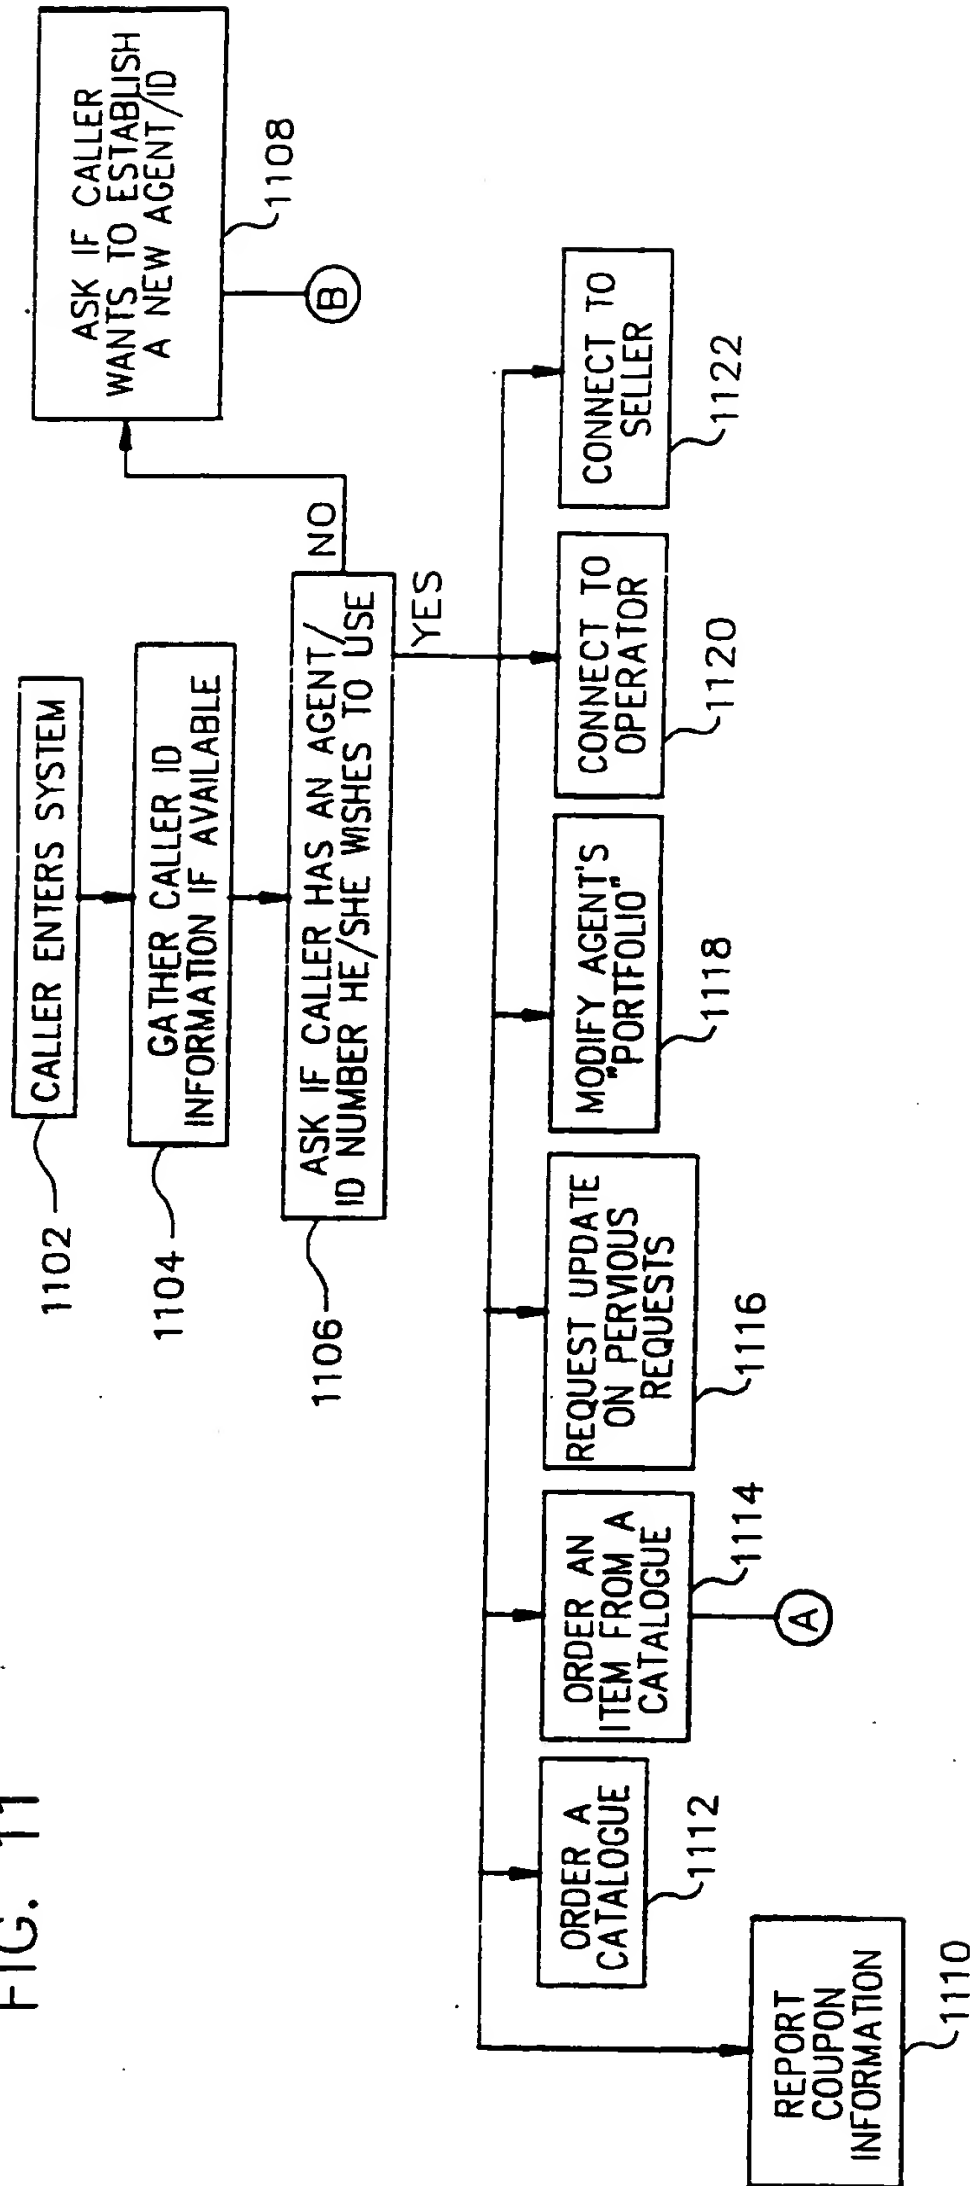 FIG. 11
CALLER ENTERS SYSTEM
1102
GATHER CALLER ID
INFORMATION IF AVAILABLE
1104
ASK IF CALLER HAS AN AGENT/
ID NUMBER HE/SHE WISHES TO USE
1106
NO
YES
ASK IF CALLER
WANTS TO ESTABLISH
A NEW AGENT/ID
1108
B
REPORT
COUPON
INFORMATION
1110
ORDER A
CATALOGUE
1112
ORDER AN
ITEM FROM A
CATALOGUE
1114
A
REQUEST UPDATE
ON PERVIOUS
REQUESTS
1116
MODIFY AGENT'S
"PORTFOLIO"
1118
CONNECT TO
OPERATOR
1120
CONNECT TO
SELLER
1122